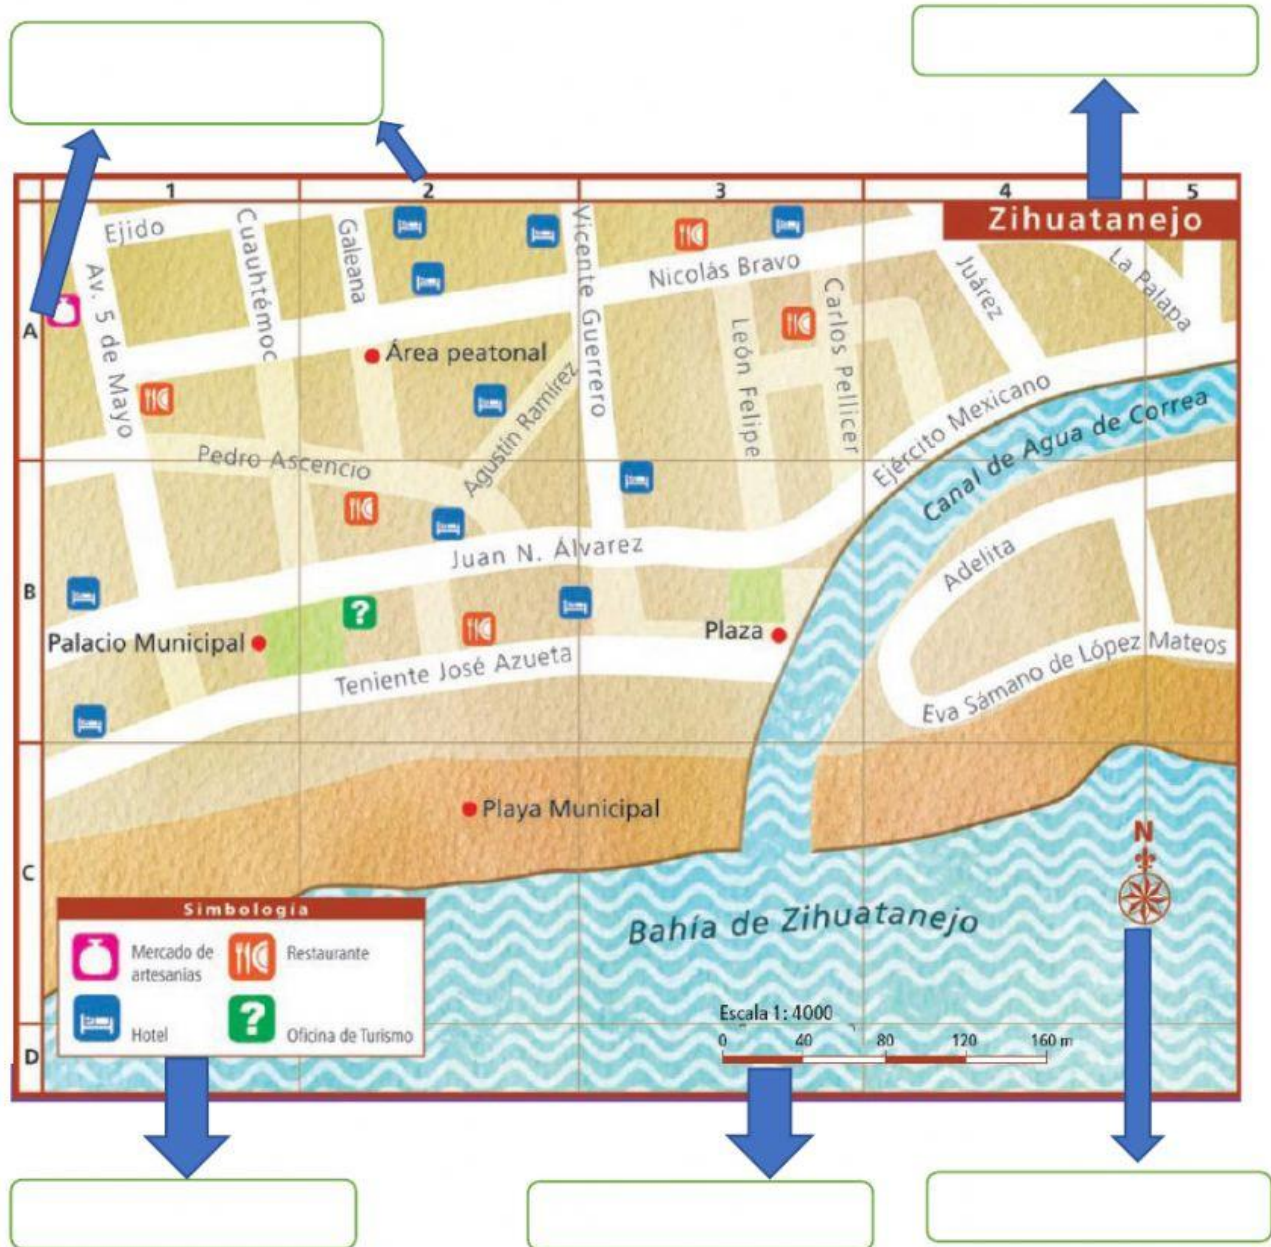 1 2 3 4 5
Zihuatanejo
Ejido
Cuauhtémoc
Galeana
Vicente Guerrero
Nicolás Bravo
Juárez
La Palapa
Av. 5 de Mayo
A
Área peatonal
León Felipe
Carlos Pellicer
Agustín Ramírez
Ejército Mexicano
Canal de Agua de Correa
Pedro Ascencio
Juan N. Álvarez
Adelita
B
Palacio Municipal
?
Plaza
Teniente José Azueta
Eva Sámano de López Mateos
Playa Municipal
N
C
Bahía de Zihuatanejo
Simbología
Mercado de
artesanías
Restaurante
Hotel
?
Oficina de Turismo
Escala 1: 4000
0 40 80 120 160 m
D